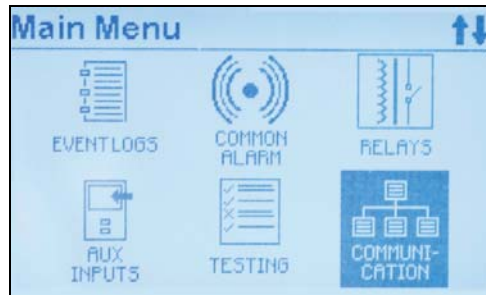 Main Menu
EVENTLOGS
COMMON
ALARM
RELAYS
AUX
INPUTS
TESTING
COMMUNI-
CATION